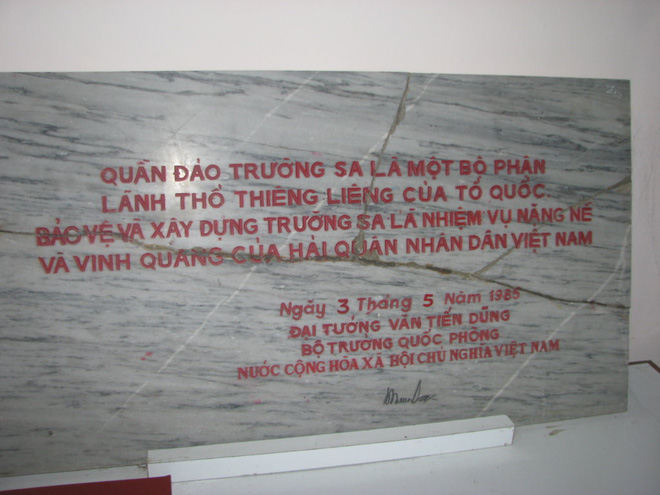 QUẦN ĐẢO TRƯỜNG SA LÀ MỘT BỘ PHẬN
LÃNH THỔ THIÊNG LIÊNG CỦA TỔ QUỐC
BẢO VỆ VÀ XÂY DỰNG TRƯỜNG SA LÀ NHIỆM VỤ NẶNG NỀ
VÀ VINH QUANG CỦA HẢI QUÂN NHÂN DÂN VIỆT NAM
Ngày 3 Tháng 5 Năm 1985
ĐẠI TƯỚNG VĂN TIẾN DŨNG
BỘ TRƯỞNG QUỐC PHÒNG
NƯỚC CỘNG HÒA XÃ HỘI CHỦ NGHĨA VIỆT NAM